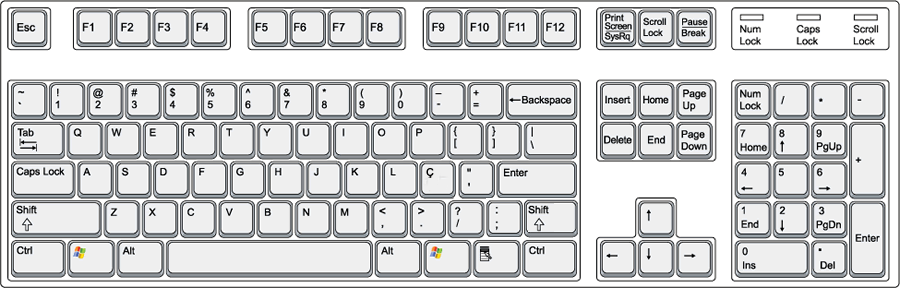 Esc F1 F2 F3 F4 F5 F6 F7 F8 F9 F10 F11 F12 Print Screen SysRq Scroll Lock Pause Break Num Lock Caps Lock Scroll Lock
~ ` ! 1 @ 2 # 3 $ 4 % 5 ^ 6 & 7 * 8 ( 9 ) 0 _ - + = ←Backspace Insert Home Page Up Num Lock / * -
Tab Q W E R T Y U I O P { [ } ] | \ Delete End Page Down 7 Home 8 ↑ 9 PgUp +
Caps Lock A S D F G H J K L Ç " ' Enter 4 ← 5 6 →
Shift Z X C V B N M < , > . ? / : ; Shift ↑ 1 End 2 ↓ 3 PgDn Enter
Ctrl Alt Alt Ctrl ← ↓ → 0 Ins . Del